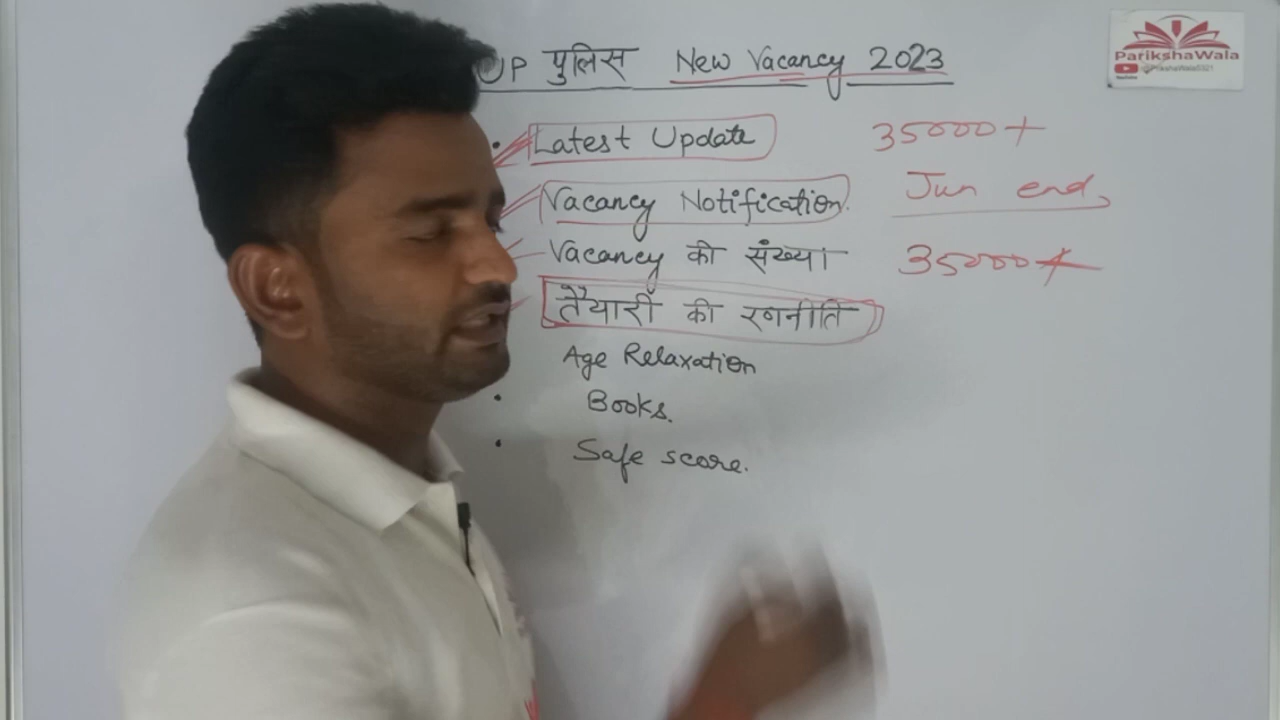 UP पुलिस New Vacancy 2023
Latest Update 35000+
Vacancy Notification. Jun end,
Vacancy की संख्या 35000+
तैयारी की रणनीति
Age Relaxation
Books.
Safe score.
ParikshaWala